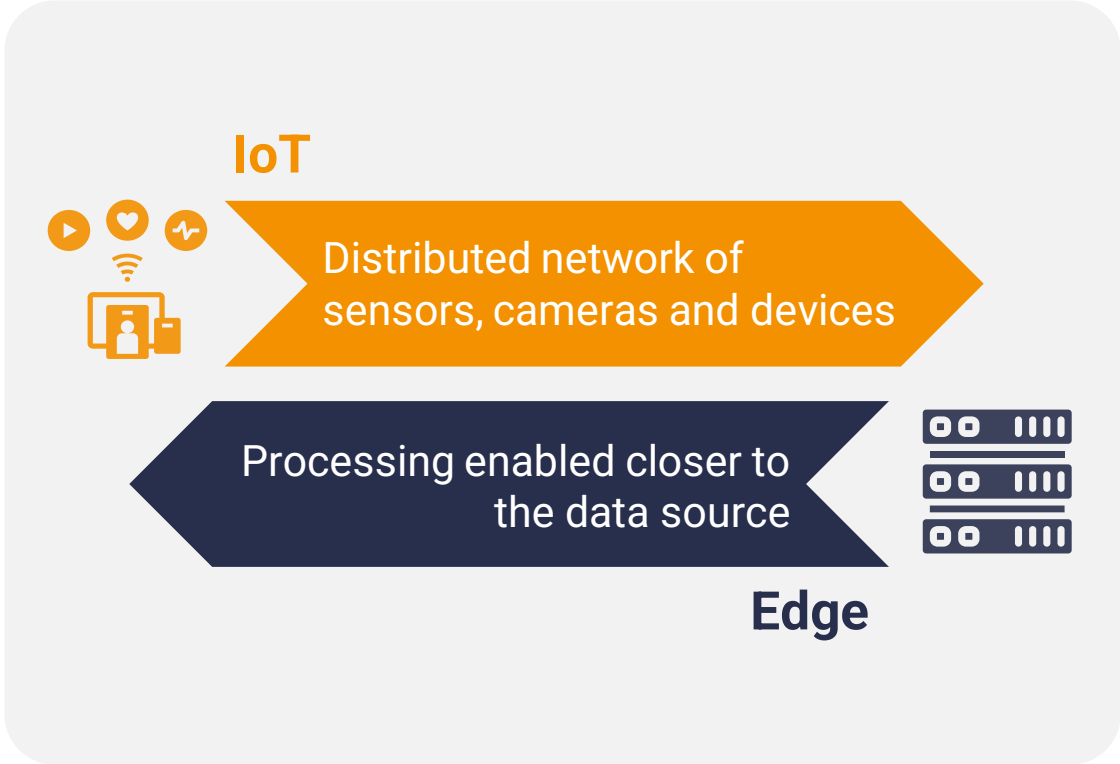 IoT
Distributed network of
sensors, cameras and devices
Processing enabled closer to
the data source
Edge